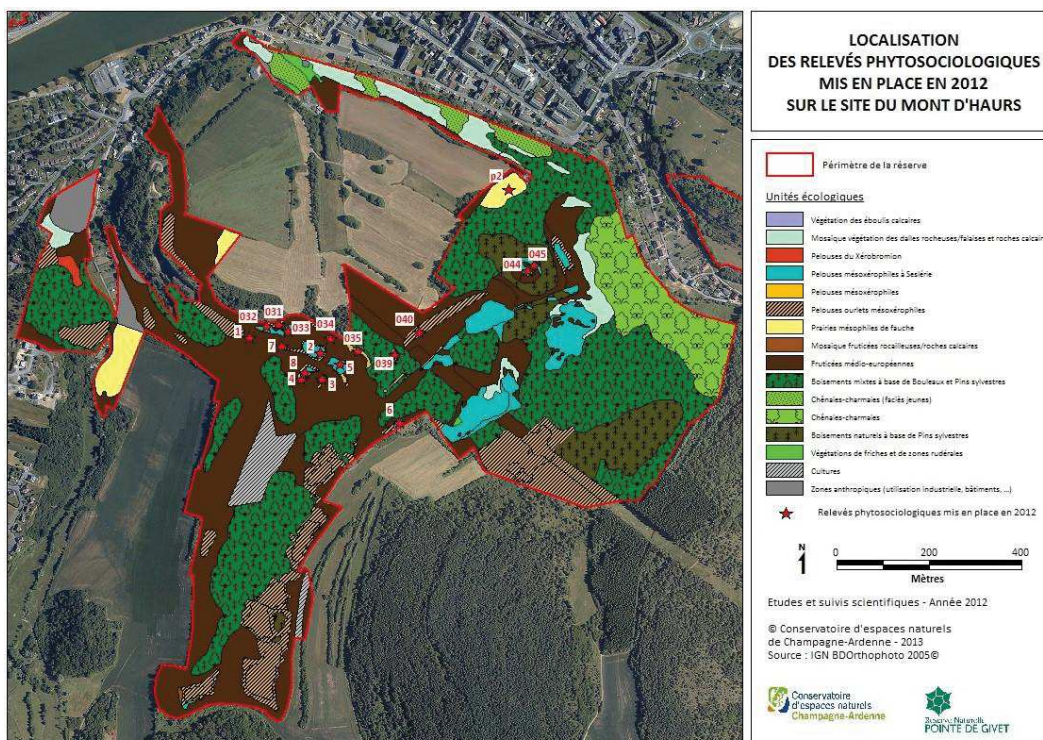 LOCALISATION
DES RELEVÉS PHYTOSOCIOLOGIQUES
MIS EN PLACE EN 2012
SUR LE SITE DU MONT D'HAURS
Périmètre de la réserve
Unités écologiques
Végétation des éboulis calcaires
Mosaïque végétation des dalles rocheuses/falaises et roches calcair
Pelouses du Xérobromion
Pelouses mésoxérophiles à Seslérie
Pelouses mésoxérophiles
Pelouses ourlets mésoxérophiles
Prairies mésophiles de fauche
Mosaïque fruticées rocailleuses/roches calcaires
Fruticées médio-européennes
Boisements mixtes à base de Bouleaux et Pins sylvestres
Chênaies-charmaies (faciès jeunes)
Chênaies-charmaies
Boisements naturels à base de Pins sylvestres
Végétations de friches et de zones rudérales
Cultures
Zones anthropiques (utilisation industrielle, bâtiments, ...)
Relevés phytosociologiques mis en place en 2012
N
0 200 400
Mètres
Etudes et suivis scientifiques - Année 2012
© Conservatoire d'espaces naturels
de Champagne-Ardenne - 2013
Source : IGN BDOrthophoto 2005©
Conservatoire
d'espaces naturels
Champagne-Ardenne
Réserve Naturelle
POINTE DE GIVET
p2
045
044
031
032
033
034
040
1
035
7
2
039
8
5
4
3
6